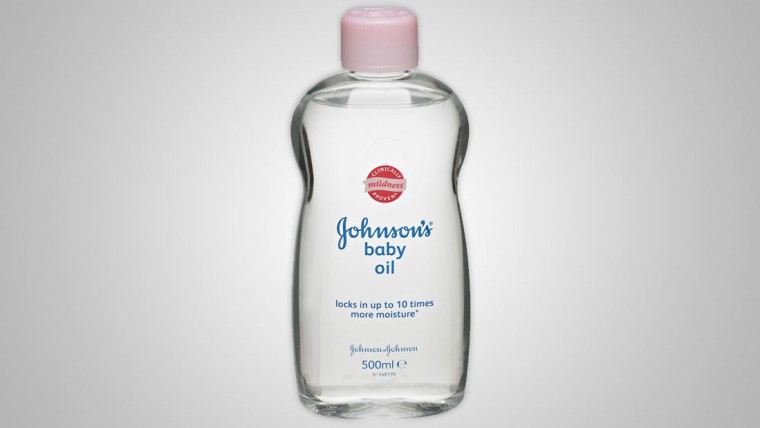 CLINICALLY
mildness
PROVEN
Johnson's®
baby
oil
locks in up to 10 times
more moisture*
Johnson & Johnson
500ml ℮